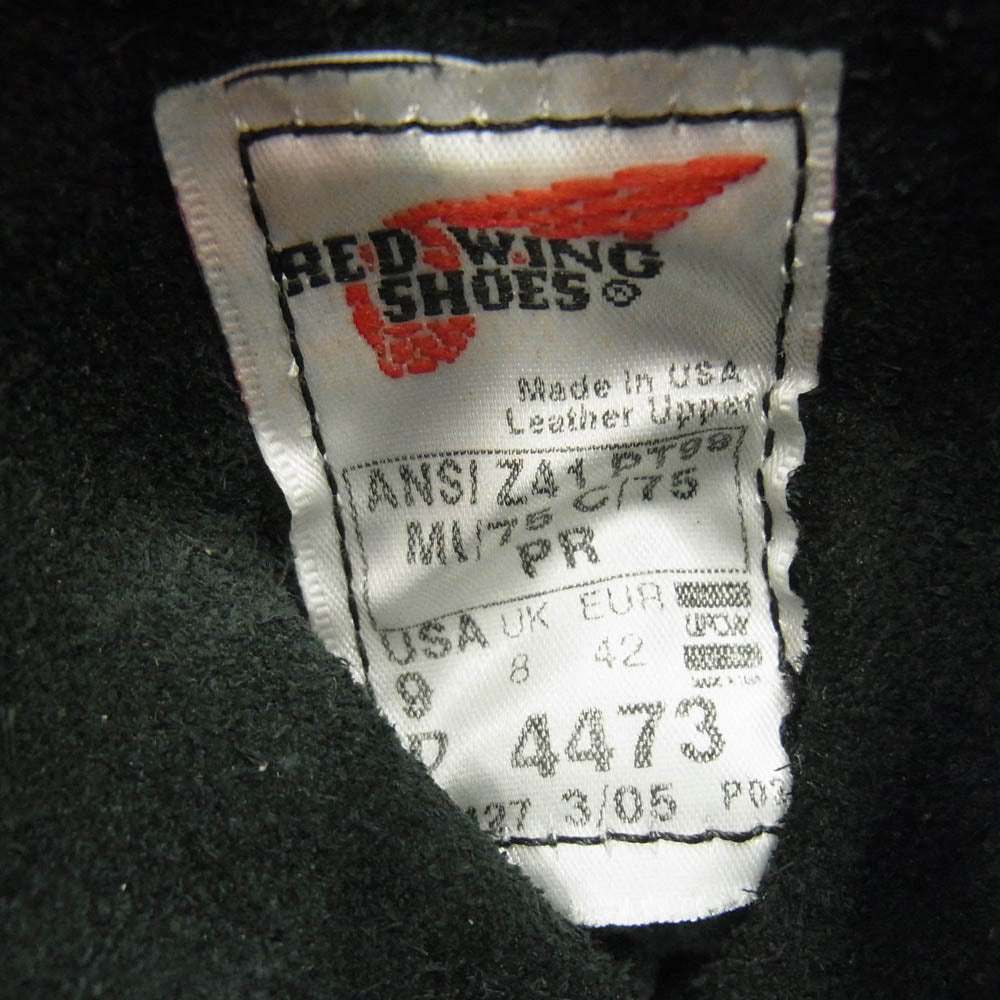 RED WING
SHOES®
Made in USA
Leather Upper
ANSI Z41 PT99
MI/75 C/75
PR
USA UK EUR
9 8 42
D 4473
3/05